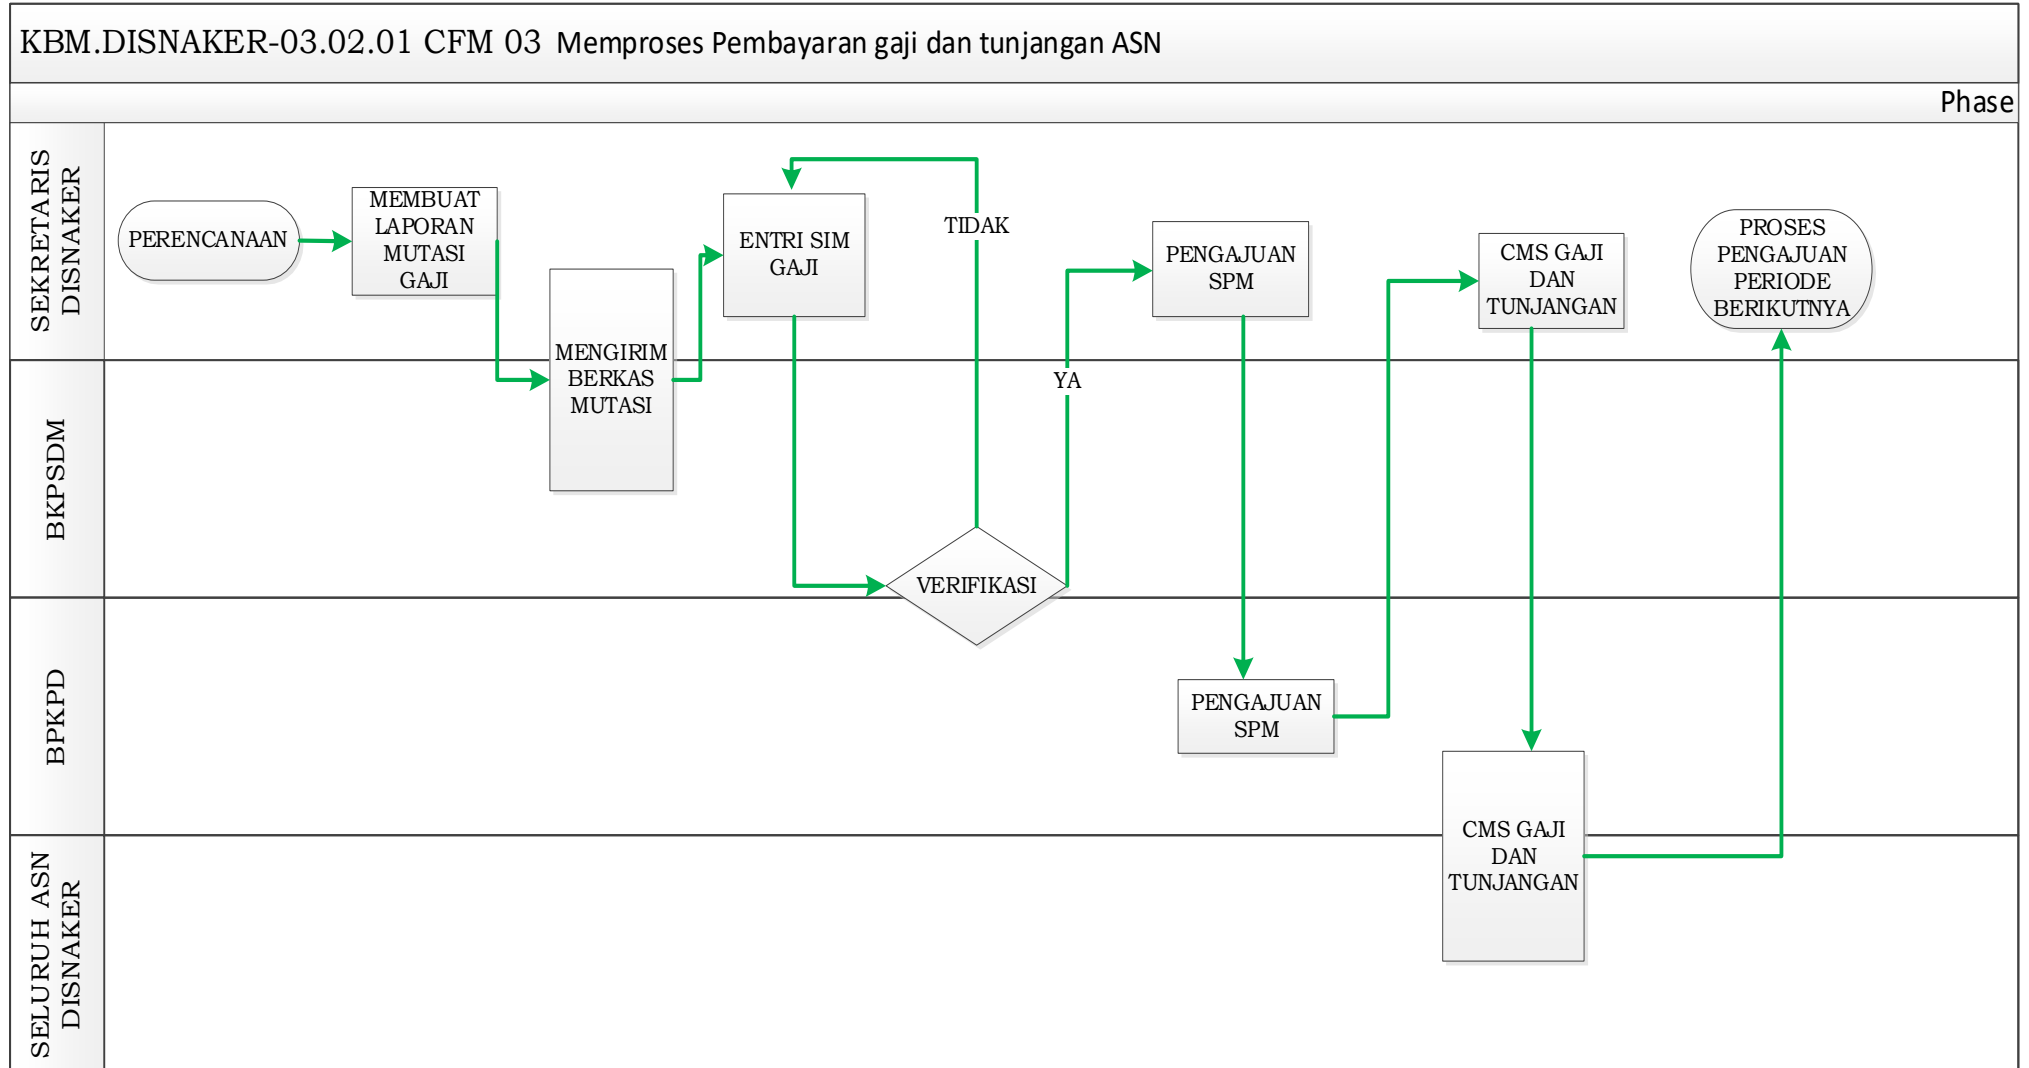 KBM.DISNAKER-03.02.01 CFM 03 Memproses Pembayaran gaji dan tunjangan ASN
Phase
SEKRETARIS
DISNAKER
PERENCANAAN
MEMBUAT
LAPORAN
MUTASI
GAJI
MENGIRIM
BERKAS
MUTASI
ENTRI SIM
GAJI
TIDAK
YA
PENGAJUAN
SPM
CMS GAJI
DAN
TUNJANGAN
PROSES
PENGAJUAN
PERIODE
BERIKUTNYA
BKPSDM
VERIFIKASI
BPKPD
PENGAJUAN
SPM
CMS GAJI
DAN
TUNJANGAN
SELURUH ASN
DISNAKER